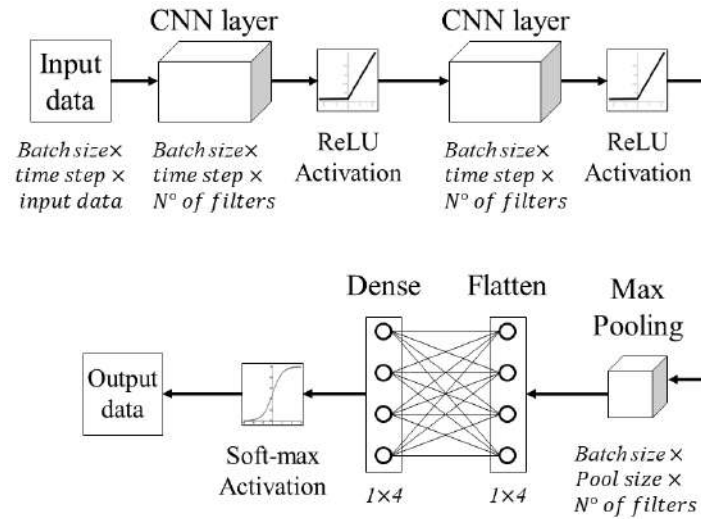 CNN layer
CNN layer
Input
data
ReLU
Activation
ReLU
Activation
Batch size×
time step ×
input data
Batch size×
time step ×
N° of filters
Batch size×
time step ×
N° of filters
Dense
Flatten
Max
Pooling
Output
data
Soft-max
Activation
1×4
1×4
Batch size ×
Pool size ×
N° of filters